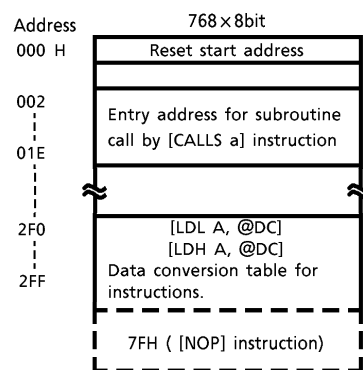 Address
768×8bit
000 H
Reset start address
002
Entry address for subroutine
call by [CALLS a] instruction
01E
2F0
[LDL A, @DC]
[LDH A, @DC]
Data conversion table for
2FF
instructions.
7FH ( [NOP] instruction)